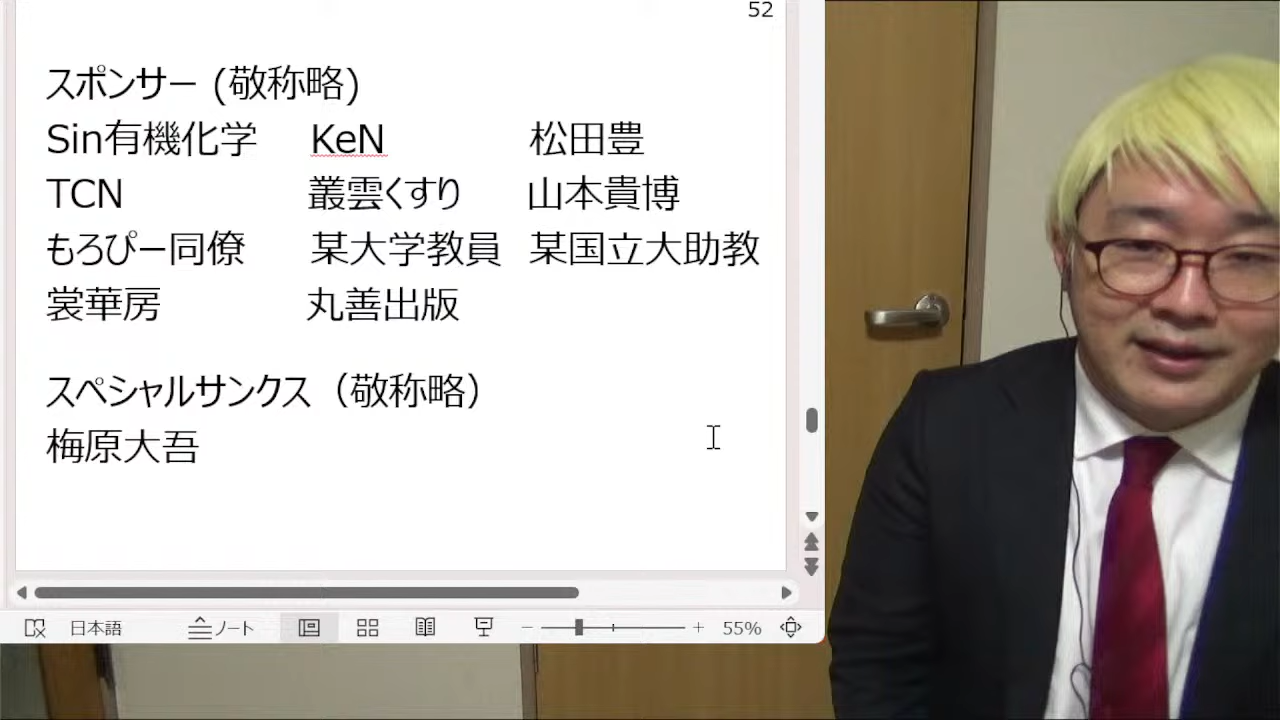 52
スポンサー (敬称略)
Sin有機化学 KeN 松田豊
TCN 叢雲くすり 山本貴博
もろぴー同僚 某大学教員 某国立大助教
裳華房 丸善出版
スペシャルサンクス（敬称略）
梅原大吾
日本語 ノート 55%